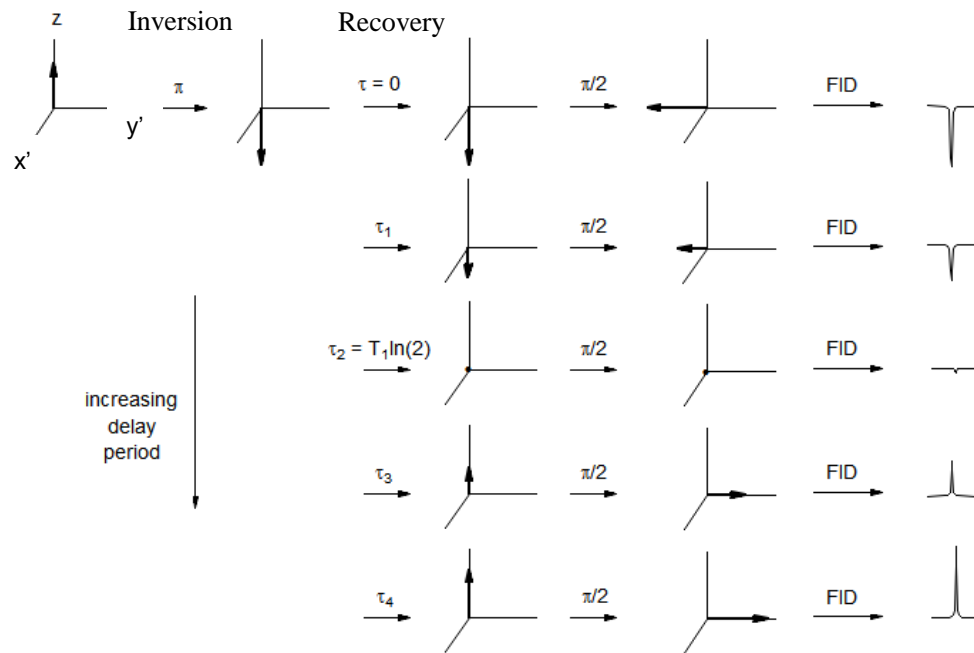 z Inversion Recovery
π τ = 0 π/2 FID
y'
x'
τ₁ π/2 FID
τ₂ = T₁ln(2) π/2 FID
increasing
delay
period
τ₃ π/2 FID
τ₄ π/2 FID